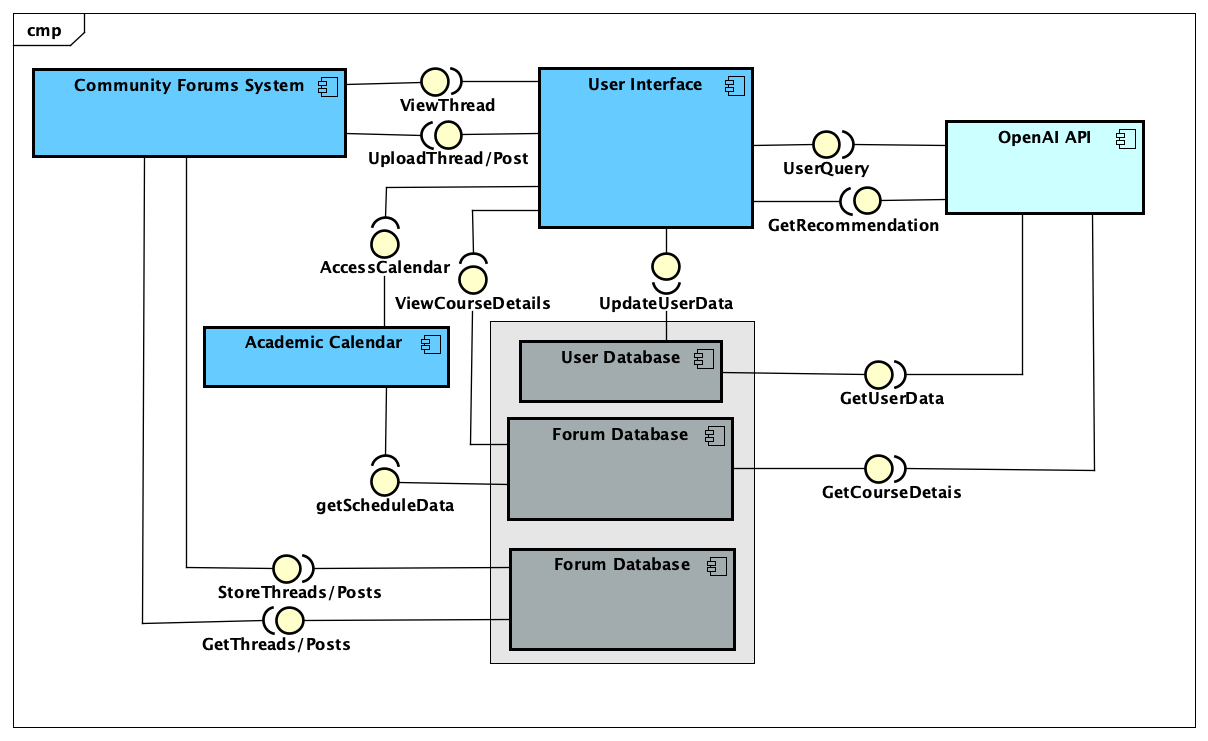 cmp
Community Forums System
User Interface
ViewThread
UploadThread/Post
OpenAI API
UserQuery
GetRecommendation
AccessCalendar
ViewCourseDetails
UpdateUserData
Academic Calendar
User Database
GetUserData
Forum Database
GetCourseDetais
getScheduleData
Forum Database
StoreThreads/Posts
GetThreads/Posts